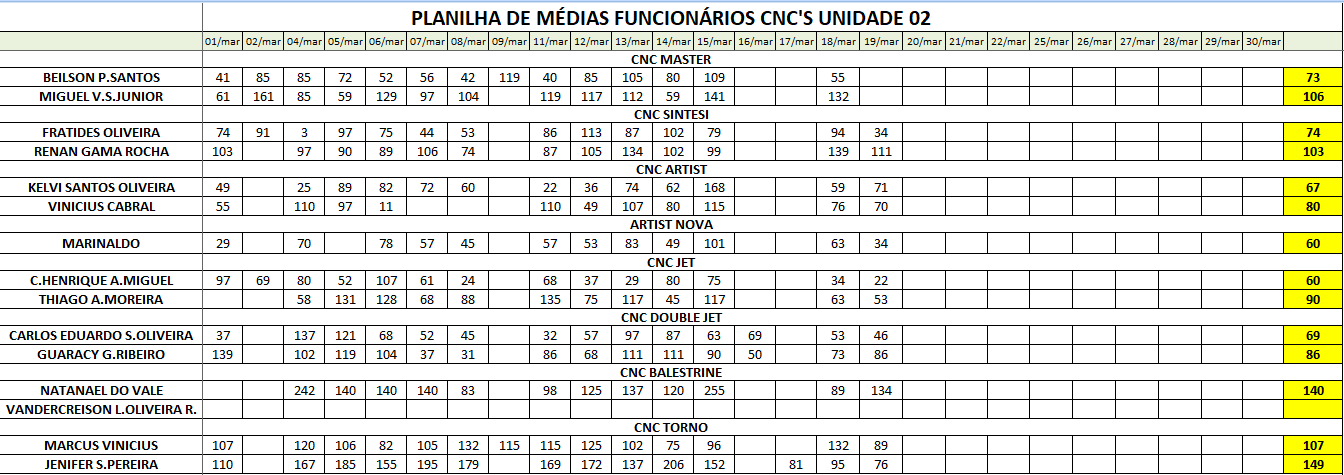 PLANILHA DE MÉDIAS FUNCIONÁRIOS CNC'S UNIDADE 02
01/mar 02/mar 04/mar 05/mar 06/mar 07/mar 08/mar 09/mar 11/mar 12/mar 13/mar 14/mar 15/mar 16/mar 17/mar 18/mar 19/mar 20/mar 21/mar 22/mar 25/mar 26/mar 27/mar 28/mar 29/mar 30/mar
CNC MASTER
BEILSON P.SANTOS 41 85 85 72 52 56 42 119 40 85 105 80 109 55 73
MIGUEL V.S.JUNIOR 61 161 85 59 129 97 104 119 117 112 59 141 132 106
CNC SINTESI
FRATIDES OLIVEIRA 74 91 3 97 75 44 53 86 113 87 102 79 94 34 74
RENAN GAMA ROCHA 103 97 90 89 106 74 87 105 134 102 99 139 111 103
CNC ARTIST
KELVI SANTOS OLIVEIRA 49 25 89 82 72 60 22 36 74 62 168 59 71 67
VINICIUS CABRAL 55 110 97 11 110 49 107 80 115 76 70 80
ARTIST NOVA
MARINALDO 29 70 78 57 45 57 53 83 49 101 63 34 60
CNC JET
C.HENRIQUE A.MIGUEL 97 69 80 52 107 61 24 68 37 29 80 75 34 22 60
THIAGO A.MOREIRA 58 131 128 68 88 135 75 117 45 117 63 53 90
CNC DOUBLE JET
CARLOS EDUARDO S.OLIVEIRA 37 137 121 68 52 45 32 57 97 87 63 69 53 46 69
GUARACY G.RIBEIRO 139 102 119 104 37 31 86 68 111 111 90 50 73 86 86
CNC BALESTRINE
NATANAEL DO VALE 242 140 140 140 83 98 125 137 120 255 89 134 140
VANDERCREISON L.OLIVEIRA R.
CNC TORNO
MARCUS VINICIUS 107 120 106 82 105 132 115 115 125 102 75 96 132 89 107
JENIFER S.PEREIRA 110 167 185 155 195 179 169 172 137 206 152 81 95 76 149